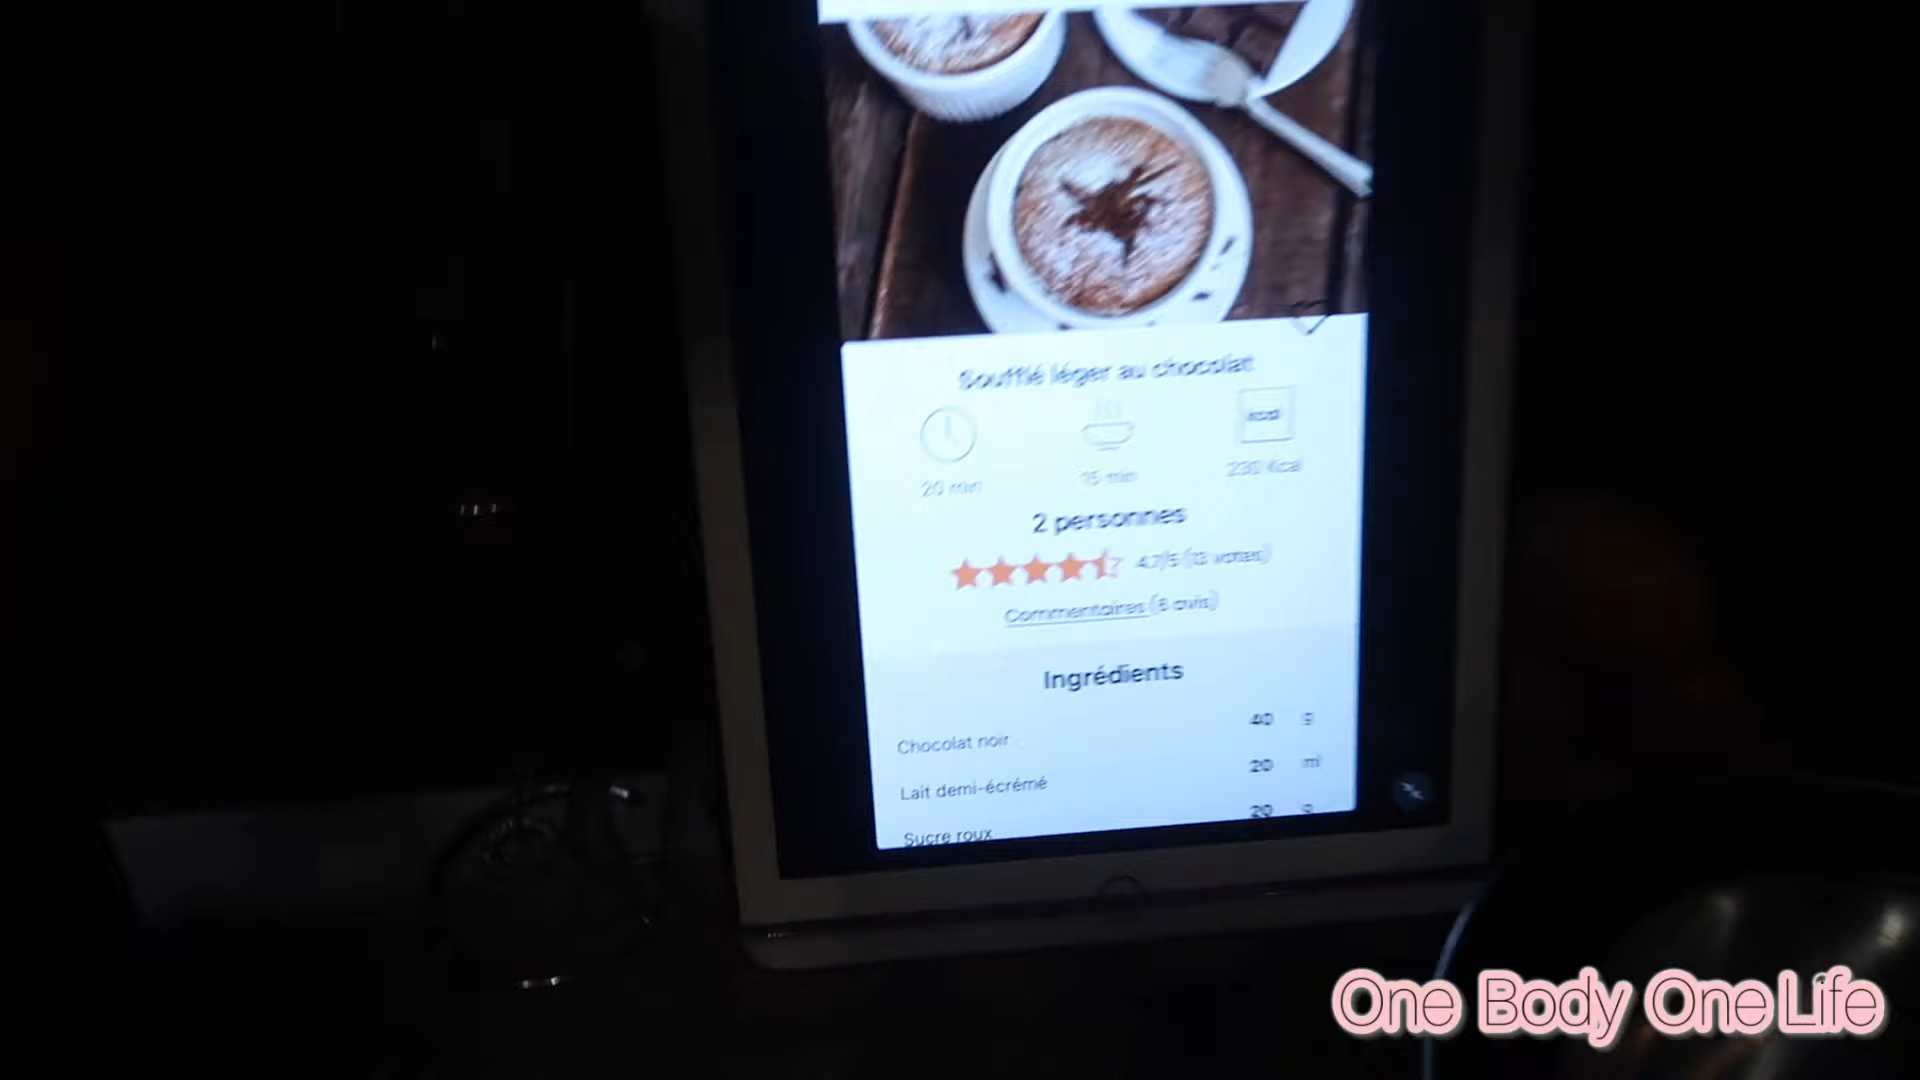 Soufflé léger au chocolat
kcal
20 min
15 min
230 Kcal
2 personnes
4.7/5 (13 votes)
Commentaires (6 avis)
Ingrédients
Chocolat noir 40 g
Lait demi-écrémé 20 ml
Sucre roux 20 g
One Body One Life